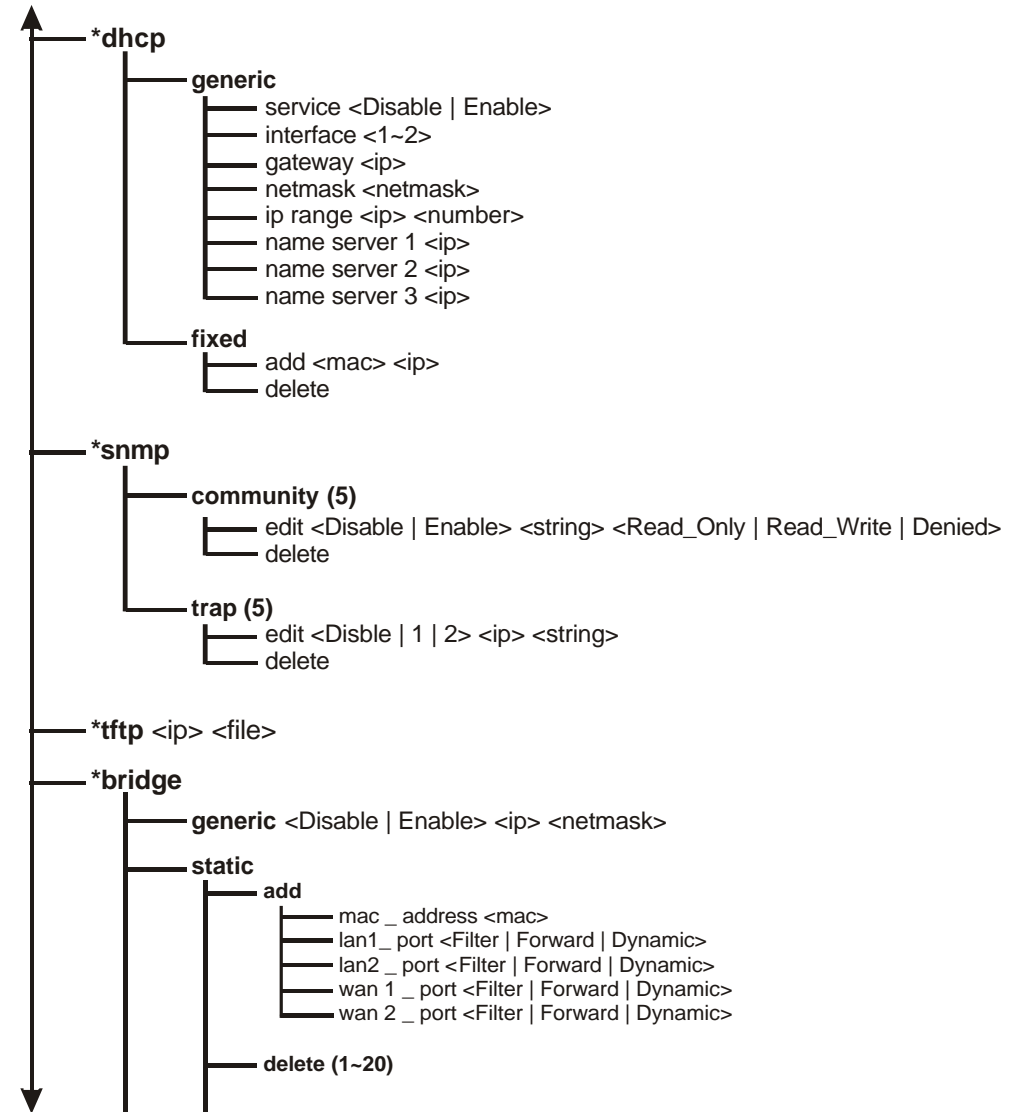 *dhcp
generic
service <Disable | Enable>
interface <1~2>
gateway <ip>
netmask <netmask>
ip range <ip> <number>
name server 1 <ip>
name server 2 <ip>
name server 3 <ip>
fixed
add <mac> <ip>
delete
*snmp
community (5)
edit <Disable | Enable> <string> <Read_Only | Read_Write | Denied>
delete
trap (5)
edit <Disble | 1 | 2> <ip> <string>
delete
*tftp <ip> <file>
*bridge
generic <Disable | Enable> <ip> <netmask>
static
add
mac _ address <mac>
lan1_ port <Filter | Forward | Dynamic>
lan2 _ port <Filter | Forward | Dynamic>
wan 1 _ port <Filter | Forward | Dynamic>
wan 2 _ port <Filter | Forward | Dynamic>
delete (1~20)